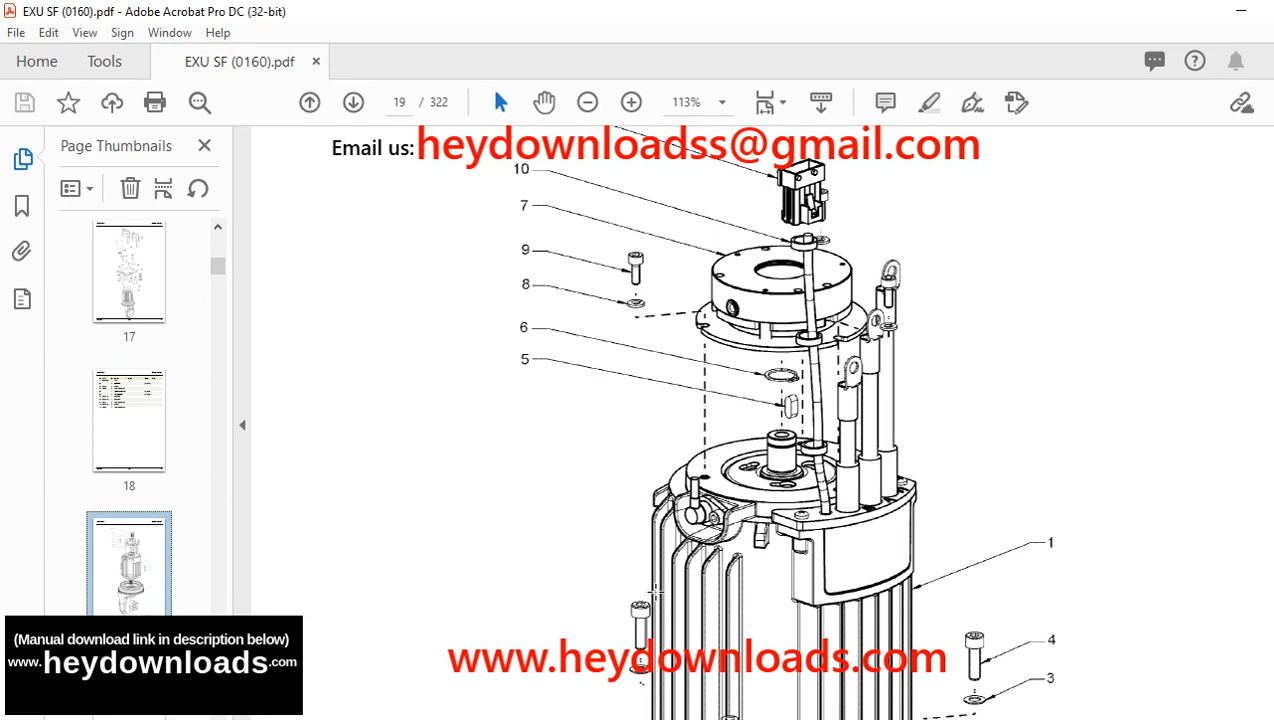 EXU SF (0160).pdf - Adobe Acrobat Pro DC (32-bit)
File Edit View Sign Window Help
Home Tools EXU SF (0160).pdf
19 / 322 113%
Page Thumbnails
Email us: heydownloadss@gmail.com
10
7
9
8
6
5
1
4
3
17
18
(Manual download link in description below)
www.heydownloads.com
www.heydownloads.com